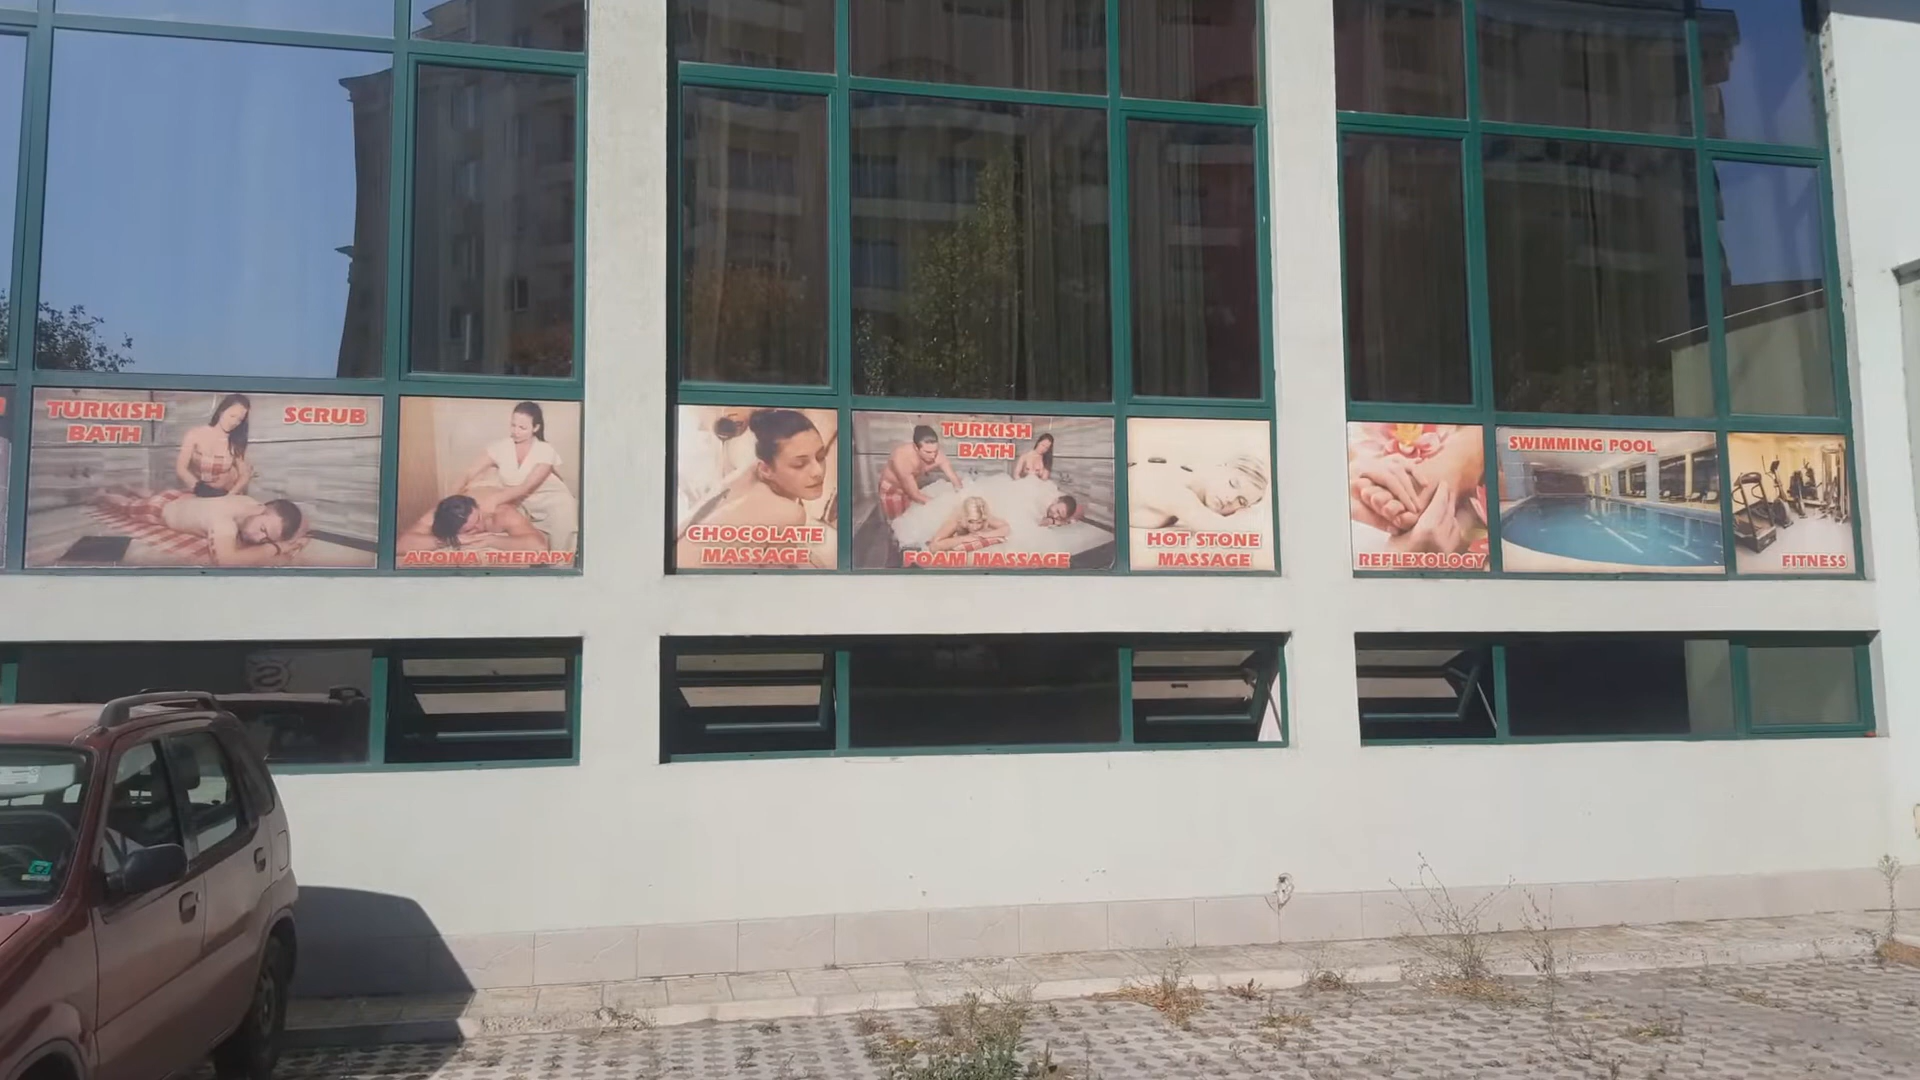 TURKISH
BATH
SCRUB
AROMA THERAPY
CHOCOLATE
MASSAGE
TURKISH
BATH
FOAM MASSAGE
HOT STONE
MASSAGE
REFLEXOLOGY
SWIMMING POOL
FITNESS